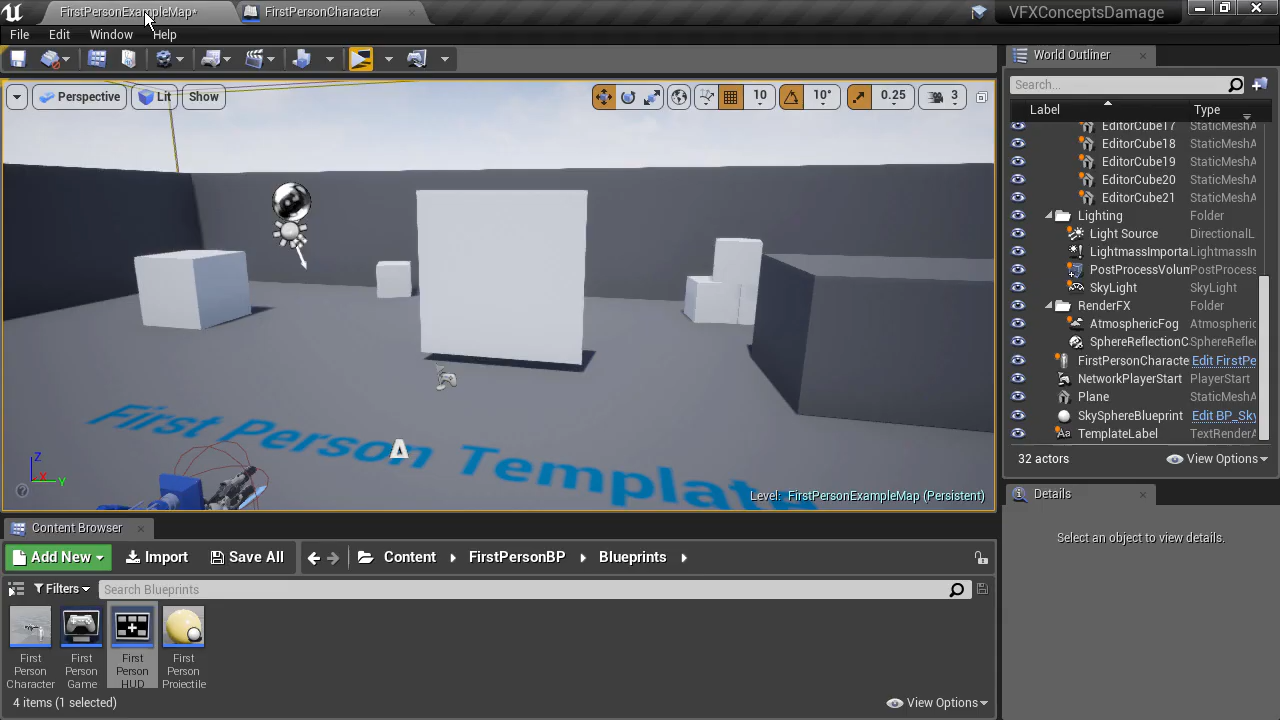 FirstPersonExampleMap*
FirstPersonCharacter
VFXConceptsDamage
File Edit Window Help
World Outliner
Search...
Label Type
Perspective Lit Show
10 10° 0.25 3
EditorCube17 StaticMeshA
EditorCube18 StaticMeshA
EditorCube19 StaticMeshA
EditorCube20 StaticMeshA
EditorCube21 StaticMeshA
Lighting Folder
Light Source DirectionalL
LightmassImporta LightmassIn
PostProcessVolum PostProcess
SkyLight SkyLight
RenderFX Folder
AtmosphericFog Atmospheric
SphereReflectionC SphereReflec
FirstPersonCharacte Edit FirstPe
NetworkPlayerStart PlayerStart
Plane StaticMeshA
SkySphereBlueprint Edit BP_Sky
TemplateLabel TextRenderA
32 actors View Options
First Person Template
Z
X
Y
Level: FirstPersonExampleMap (Persistent)
Details
Select an object to view details.
Content Browser
Add New Import Save All Content FirstPersonBP Blueprints
Filters Search Blueprints
First Person Character
First Person Game
First Person HUD
First Person Projectile
4 items (1 selected) View Options